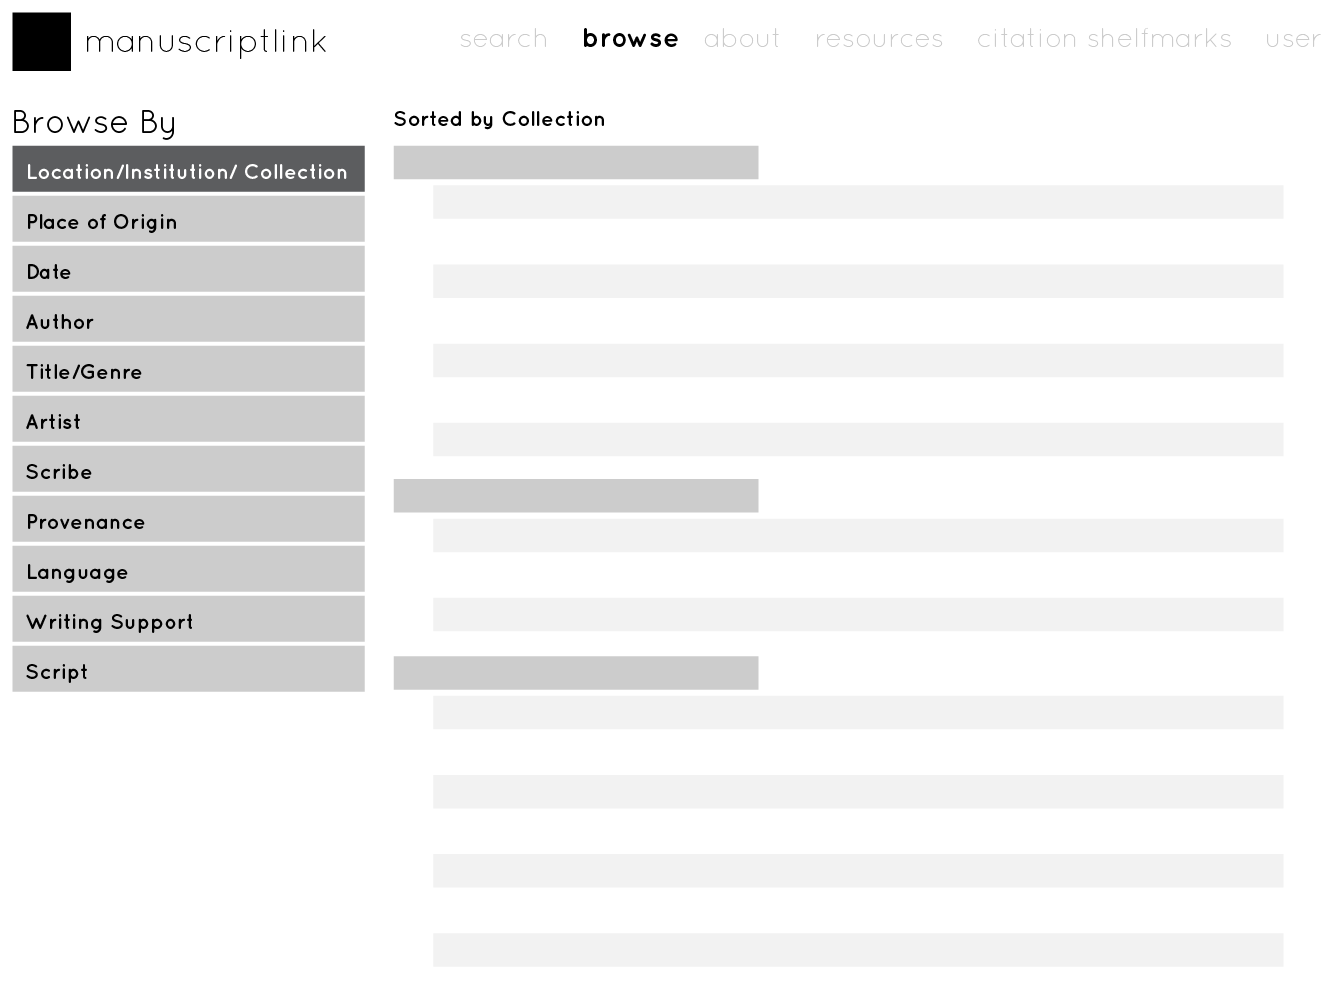 manuscriptlink
search browse about resources citation shelfmarks user
Browse By
Location/Institution/ Collection
Place of Origin
Date
Author
Title/Genre
Artist
Scribe
Provenance
Language
Writing Support
Script
Sorted by Collection